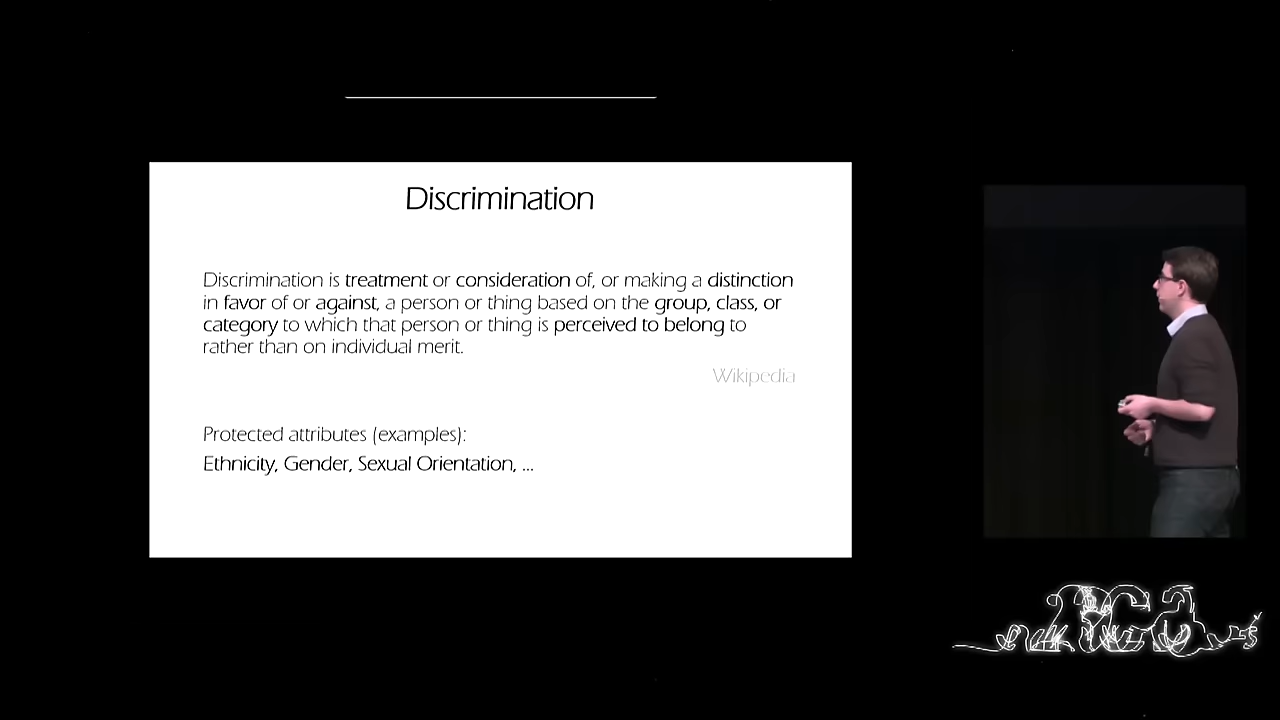 Discrimination
Discrimination is treatment or consideration of, or making a distinction
in favor of or against, a person or thing based on the group, class, or
category to which that person or thing is perceived to belong to
rather than on individual merit.
Wikipedia
Protected attributes (examples):
Ethnicity, Gender, Sexual Orientation, ...